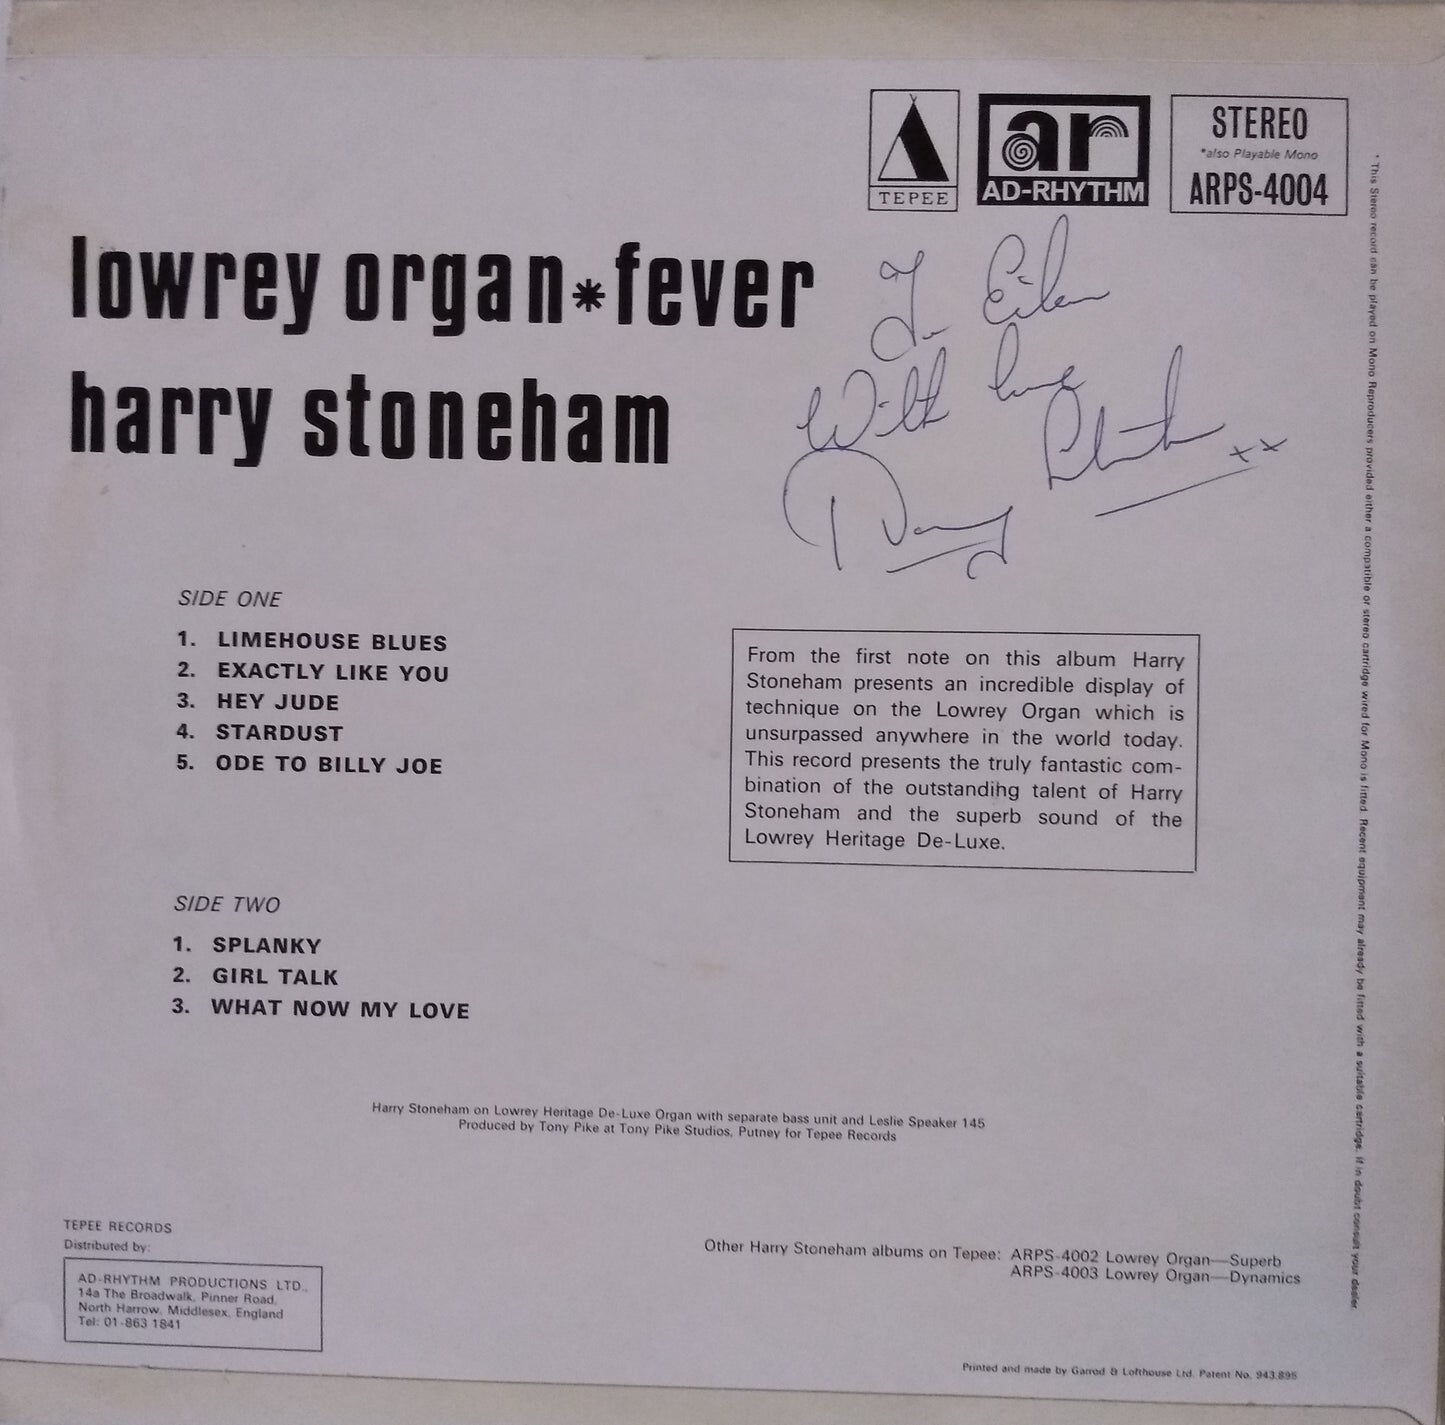 TEPEE
ar
AD-RHYTHM
STEREO
*also Playable Mono
ARPS-4004
lowrey organ*fever
harry stoneham
To Eileen
With love
SIDE ONE
1. LIMEHOUSE BLUES
2. EXACTLY LIKE YOU
3. HEY JUDE
4. STARDUST
5. ODE TO BILLY JOE
From the first note on this album Harry
Stoneham presents an incredible display of
technique on the Lowrey Organ which is
unsurpassed anywhere in the world today.
This record presents the truly fantastic com-
bination of the outstanding talent of Harry
Stoneham and the superb sound of the
Lowrey Heritage De-Luxe.
SIDE TWO
1. SPLANKY
2. GIRL TALK
3. WHAT NOW MY LOVE
Harry Stoneham on Lowrey Heritage De-Luxe Organ with separate bass unit and Leslie Speaker 145
Produced by Tony Pike at Tony Pike Studios, Putney for Tepee Records
TEPEE RECORDS
Distributed by:
AD-RHYTHM PRODUCTIONS LTD.,
14a The Broadwalk, Pinner Road,
North Harrow, Middlesex, England
Tel: 01-863 1841
Other Harry Stoneham albums on Tepee: ARPS-4002 Lowrey Organ—Superb
ARPS-4003 Lowrey Organ—Dynamics
Printed and made by Garrod & Lofthouse Ltd. Patent No. 943,895
* This Stereo record can be played on Mono Reproducers provided either a compatible or stereo cartridge wired for Mono is fitted. Recent equipment may already be fitted with a suitable cartridge. If in doubt consult your dealer.